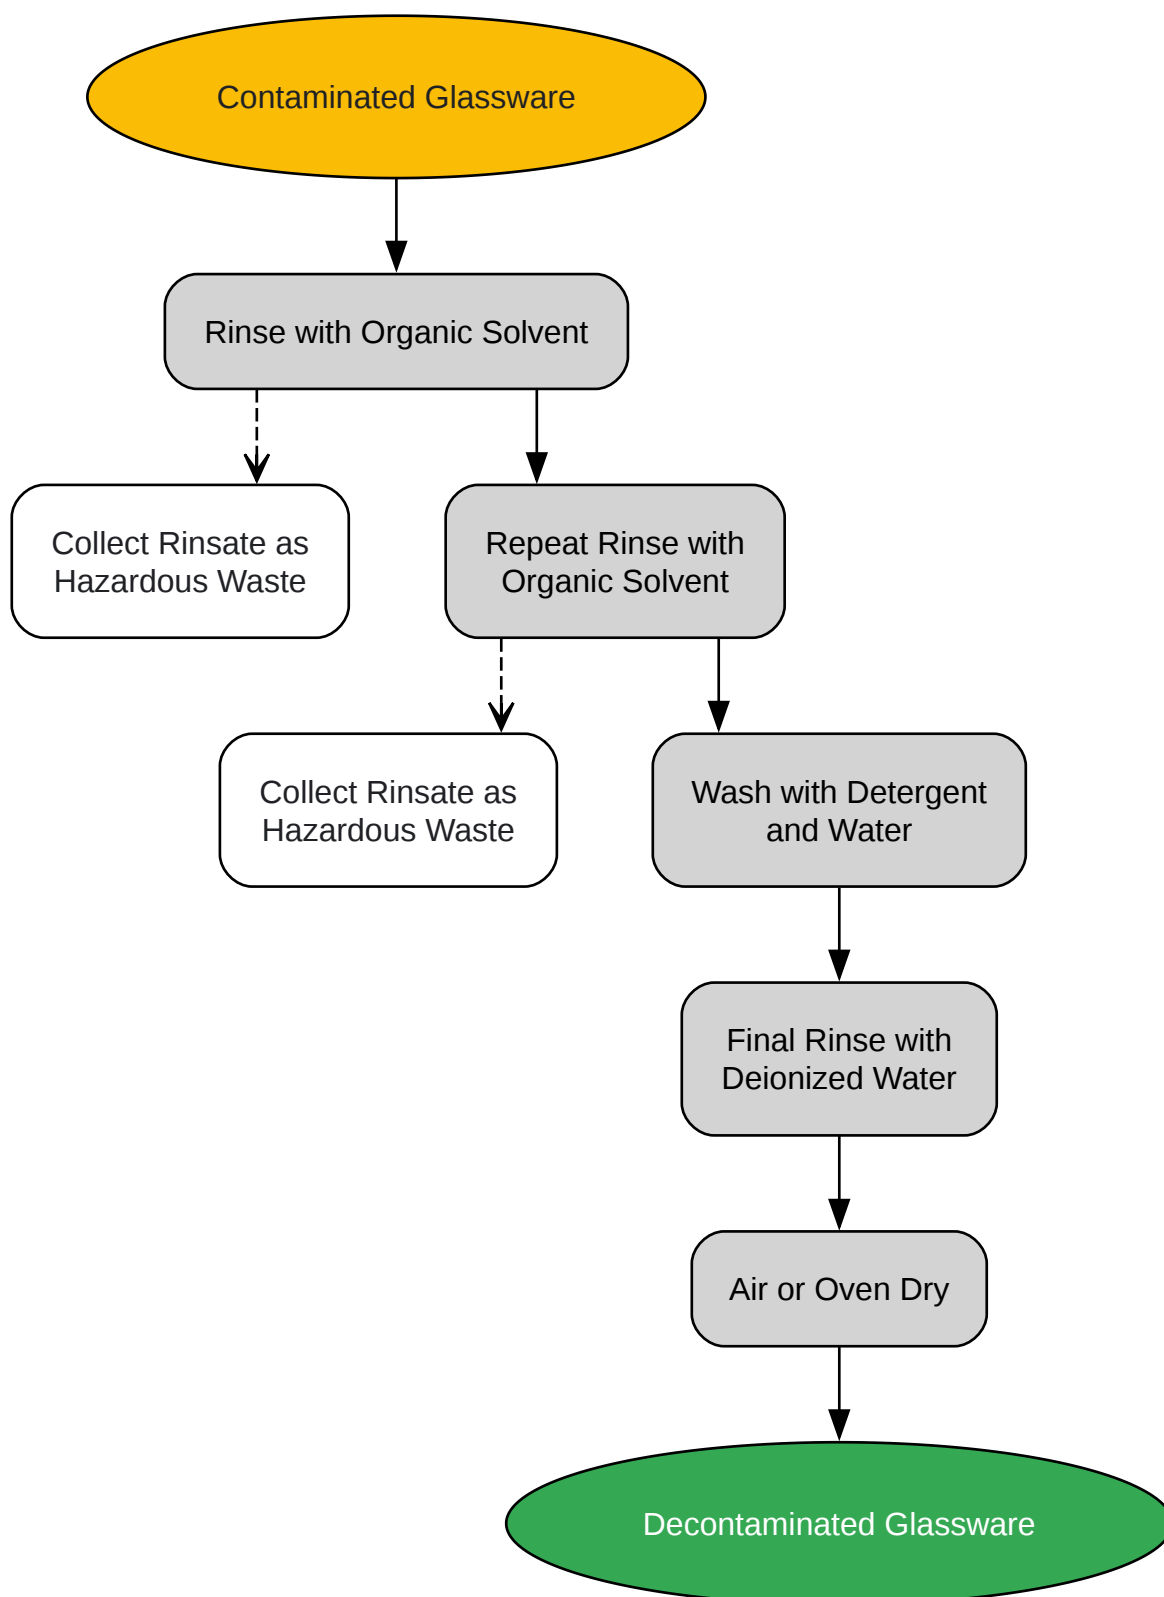 Contaminated Glassware
Rinse with Organic Solvent
Collect Rinsate as
Hazardous Waste
Repeat Rinse with
Organic Solvent
Collect Rinsate as
Hazardous Waste
Wash with Detergent
and Water
Final Rinse with
Deionized Water
Air or Oven Dry
Decontaminated Glassware